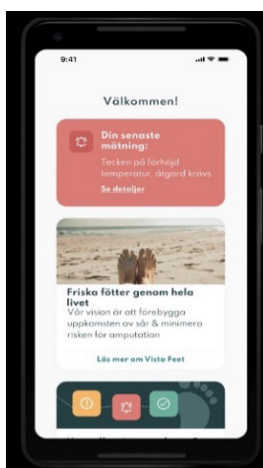 9:41
Välkommen!
Din senaste
mätning:
Tecken på förhöjd
temperatur, åtgärd krävs
Se detaljer
Friska fötter genom hela
livet
Vår vision är att förebygga
uppkomsten av sår & minimera
risken för amputation
Läs mer om Vista Feet